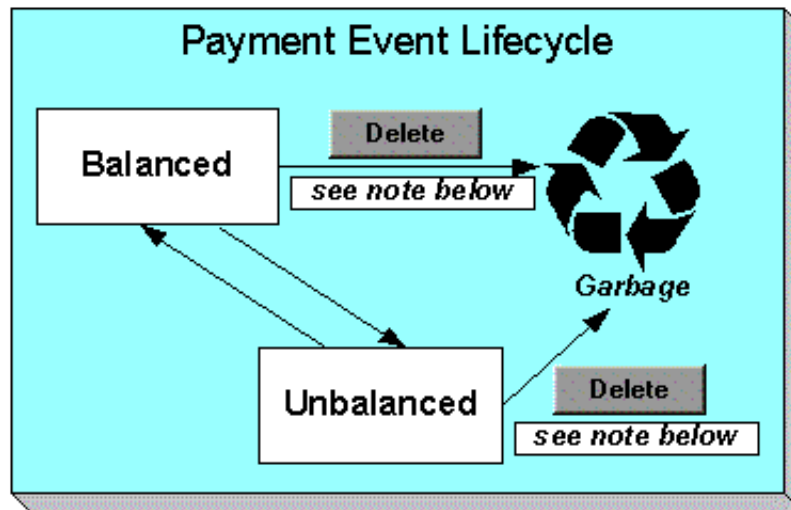 Payment Event Lifecycle
Delete
Balanced
see note below
Garbage
Unbalanced
Delete
see note below